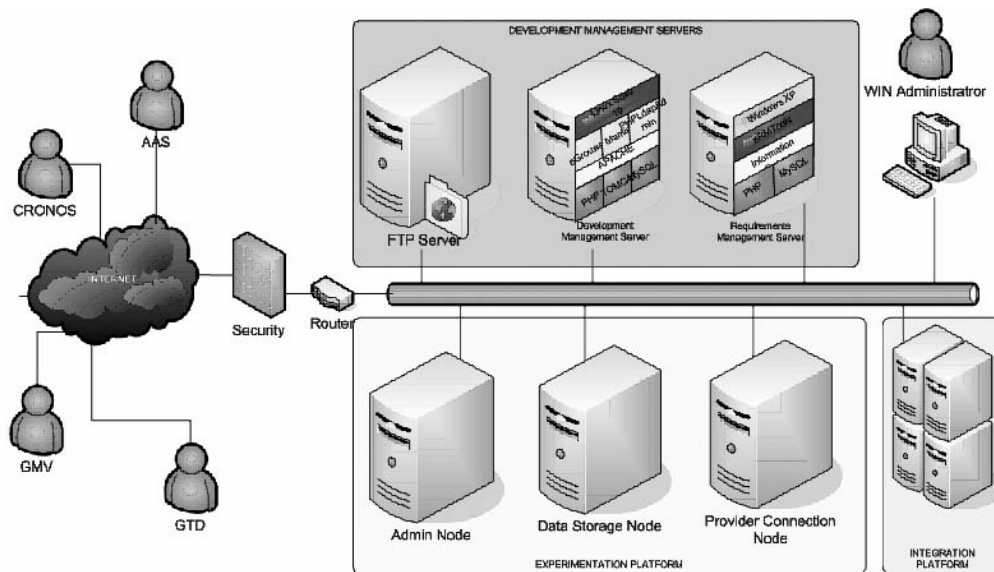 DEVELOPMENT MANAGEMENT SERVERS
AAS
CRONOS
INTERNET
GMV
GTD
Security
Router
FTP Server
APACHE
PHP
MySQL
Development
Management Server
Windows XP
Information
PHP
MySQL
Requirements
Management Server
WIN Administratror
Admin Node
Data Storage Node
Provider Connection
Node
EXPERIMENTATION PLATFORM
INTEGRATION
PLATFORM